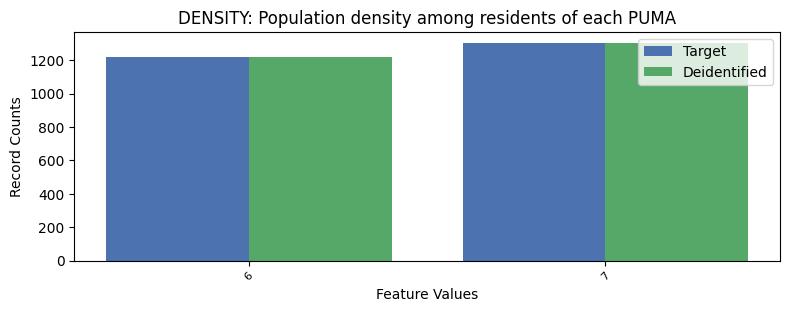 DENSITY: Population density among residents of each PUMA
Target
Deidentified
Record Counts
1200
1000
800
600
400
200
0
6
7
Feature Values